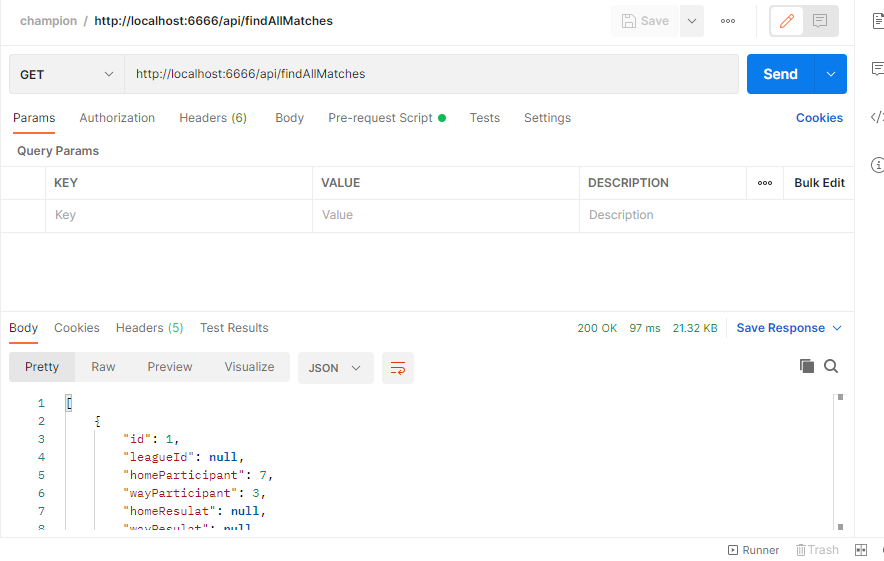 champion / http://localhost:6666/api/findAllMatches Save
GET http://localhost:6666/api/findAllMatches Send
Params Authorization Headers (6) Body Pre-request Script Tests Settings Cookies
Query Params
KEY VALUE DESCRIPTION Bulk Edit
Key Value Description
Body Cookies Headers (5) Test Results 200 OK 97 ms 21.32 KB Save Response
Pretty Raw Preview Visualize JSON
1 [
2 {
3 "id": 1,
4 "leagueId": null,
5 "homeParticipant": 7,
6 "wayParticipant": 3,
7 "homeResulat": null,
8 "wayResulat": null
Runner Trash